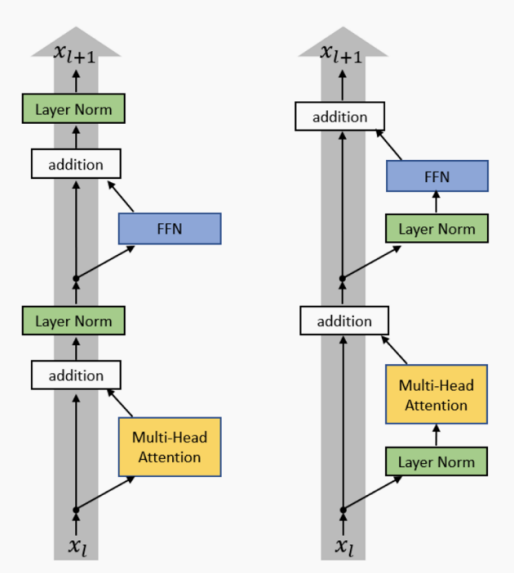 x_{l+1}
Layer Norm
addition
FFN
Layer Norm
addition
Multi-Head
Attention
x_l
x_{l+1}
addition
FFN
Layer Norm
addition
Multi-Head
Attention
Layer Norm
x_l